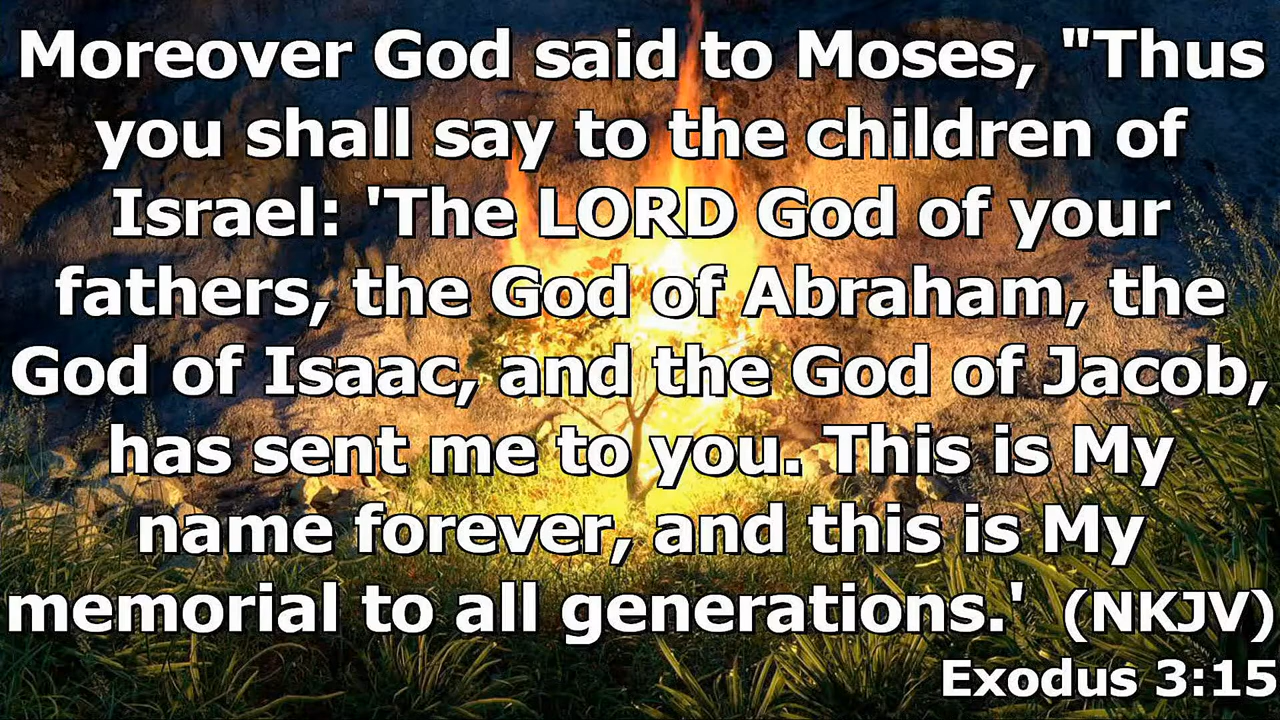 Moreover God said to Moses, "Thus
you shall say to the children of
Israel: 'The LORD God of your
fathers, the God of Abraham, the
God of Isaac, and the God of Jacob,
has sent me to you. This is My
name forever, and this is My
memorial to all generations.' (NKJV)
Exodus 3:15